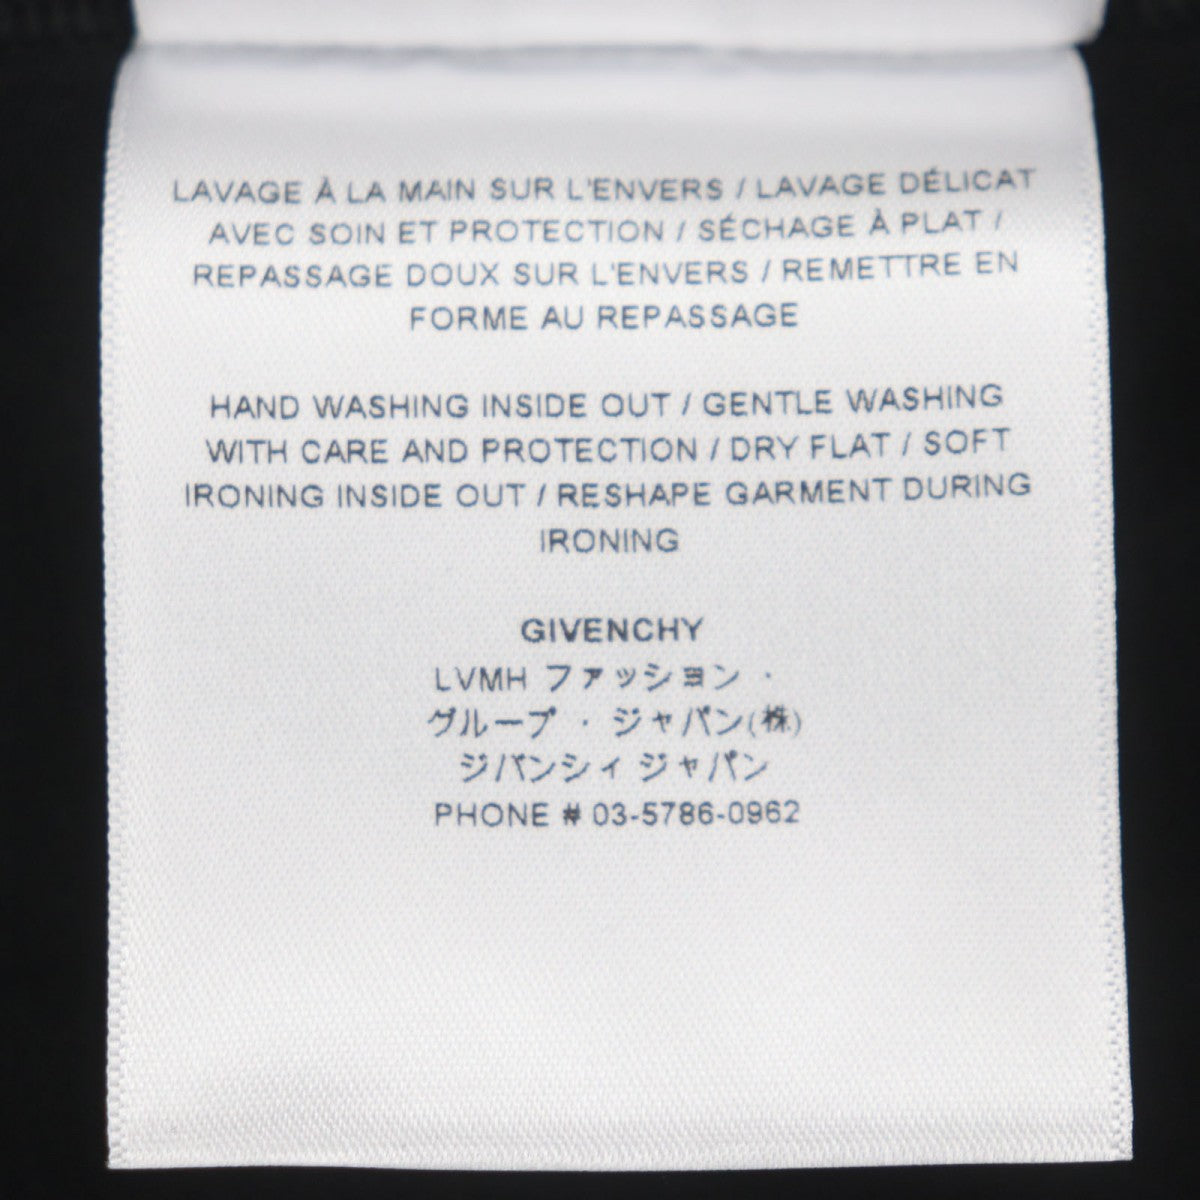 LAVAGE À LA MAIN SUR L'ENVERS / LAVAGE DÉLICAT
AVEC SOIN ET PROTECTION / SÉCHAGE À PLAT /
REPASSAGE DOUX SUR L'ENVERS / REMETTRE EN
FORME AU REPASSAGE
HAND WASHING INSIDE OUT / GENTLE WASHING
WITH CARE AND PROTECTION / DRY FLAT / SOFT
IRONING INSIDE OUT / RESHAPE GARMENT DURING
IRONING
GIVENCHY
LVMH ファッション ・
グループ ・ ジャパン(株)
ジバンシィ ジャパン
PHONE # 03-5786-0962